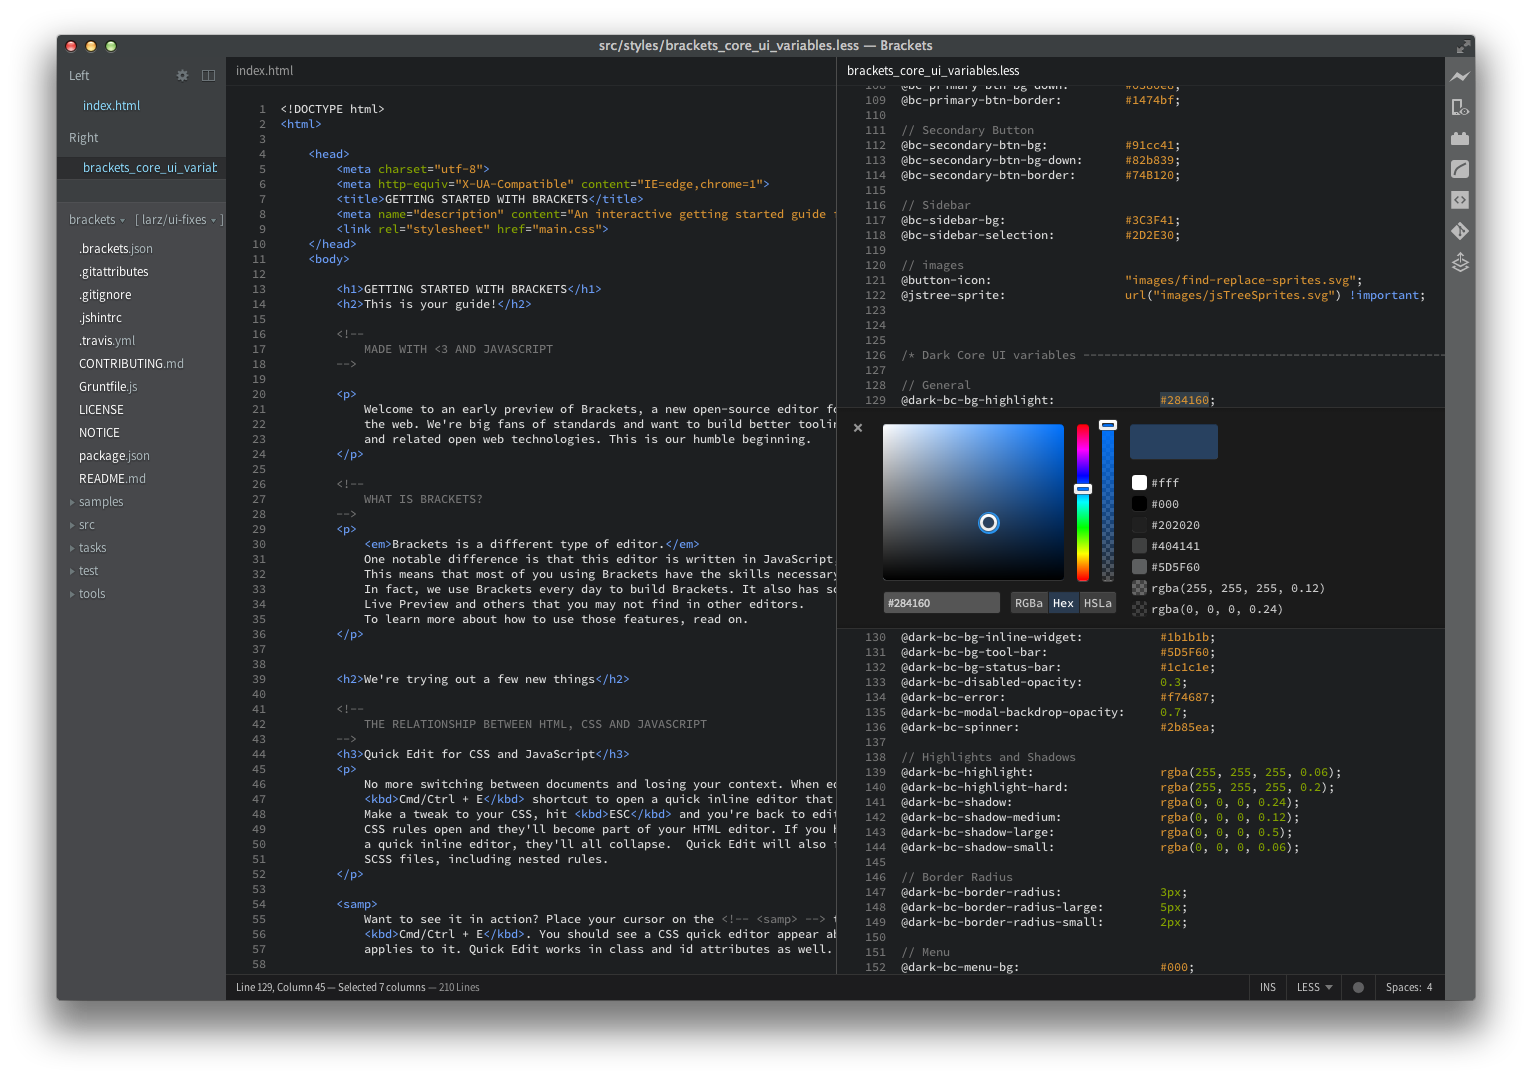 src/styles/brackets_core_ui_variables.less — Brackets
Left
index.html
Right
brackets_core_ui_variab
brackets [ larz/ui-fixes ]
.brackets.json
.gitattributes
.gitignore
.jshintrc
.travis.yml
CONTRIBUTING.md
Gruntfile.js
LICENSE
NOTICE
package.json
README.md
samples
src
tasks
test
tools
index.html
1 <!DOCTYPE html>
2 <html>
3
4 <head>
5 <meta charset="utf-8">
6 <meta http-equiv="X-UA-Compatible" content="IE=edge,chrome=1">
7 <title>GETTING STARTED WITH BRACKETS</title>
8 <meta name="description" content="An interactive getting started guide
9 <link rel="stylesheet" href="main.css">
10 </head>
11 <body>
12
13 <h1>GETTING STARTED WITH BRACKETS</h1>
14 <h2>This is your guide!</h2>
15
16 <!--
17 MADE WITH <3 AND JAVASCRIPT
18 -->
19
20 <p>
21 Welcome to an early preview of Brackets, a new open-source editor
22 the web. We're big fans of standards and want to build better
23 and related open web technologies. This is our humble beginning.
24 </p>
25
26 <!--
27 WHAT IS BRACKETS?
28 -->
29 <p>
30 <em>Brackets is a different type of editor.</em>
31 One notable difference is that this editor is written in JavaScript
32 This means that most of you using Brackets have the skills necessary
33 In fact, we use Brackets every day to build Brackets. It also has
34 Live Preview and others that you may not find in other editors.
35 To learn more about how to use those features, read on.
36 </p>
37
38
39 <h2>We're trying out a few new things</h2>
40
41 <!--
42 THE RELATIONSHIP BETWEEN HTML, CSS AND JAVASCRIPT
43 -->
44 <h3>Quick Edit for CSS and JavaScript</h3>
45 <p>
46 No more switching between documents and losing your context. When
47 <kbd>Cmd/Ctrl + E</kbd> shortcut to open a quick inline editor that
48 Make a tweak to your CSS, hit <kbd>ESC</kbd> and you're back to
49 CSS rules open and they'll become part of your HTML editor. If you
50 a quick inline editor, they'll all collapse.  Quick Edit will also
51 SCSS files, including nested rules.
52 </p>
53
54 <samp>
55 Want to see it in action? Place your cursor on the <!-- <samp> -->
56 <kbd>Cmd/Ctrl + E</kbd>. You should see a CSS quick editor appear
57 applies to it. Quick Edit works in class and id attributes as well.
58
brackets_core_ui_variables.less
109 @bc-primary-btn-border: #1474bf;
110
111 // Secondary Button
112 @bc-secondary-btn-bg: #91cc41;
113 @bc-secondary-btn-bg-down: #82b839;
114 @bc-secondary-btn-border: #74B120;
115
116 // Sidebar
117 @bc-sidebar-bg: #3C3F41;
118 @bc-sidebar-selection: #2D2E30;
119
120 // images
121 @button-icon: "images/find-replace-sprites.svg";
122 @jstree-sprite: url("images/jsTreeSprites.svg") !important;
123
124
125
126 /* Dark Core UI variables ----------------------------------------------------
127
128 // General
129 @dark-bc-bg-highlight: #284160;
#fff
#000
#202020
#404141
#5D5F60
rgba(255, 255, 255, 0.12)
rgba(0, 0, 0, 0.24)
#284160 RGBa Hex HSLa
130 @dark-bc-bg-inline-widget: #1b1b1b;
131 @dark-bc-bg-tool-bar: #5D5F60;
132 @dark-bc-bg-status-bar: #1c1c1e;
133 @dark-bc-disabled-opacity: 0.3;
134 @dark-bc-error: #f74687;
135 @dark-bc-modal-backdrop-opacity: 0.7;
136 @dark-bc-spinner: #2b85ea;
137
138 // Highlights and Shadows
139 @dark-bc-highlight: rgba(255, 255, 255, 0.06);
140 @dark-bc-highlight-hard: rgba(255, 255, 255, 0.2);
141 @dark-bc-shadow: rgba(0, 0, 0, 0.24);
142 @dark-bc-shadow-medium: rgba(0, 0, 0, 0.12);
143 @dark-bc-shadow-large: rgba(0, 0, 0, 0.5);
144 @dark-bc-shadow-small: rgba(0, 0, 0, 0.06);
145
146 // Border Radius
147 @dark-bc-border-radius: 3px;
148 @dark-bc-border-radius-large: 5px;
149 @dark-bc-border-radius-small: 2px;
150
151 // Menu
152 @dark-bc-menu-bg: #000;
Line 129, Column 45 — Selected 7 columns — 210 Lines
INS LESS Spaces: 4